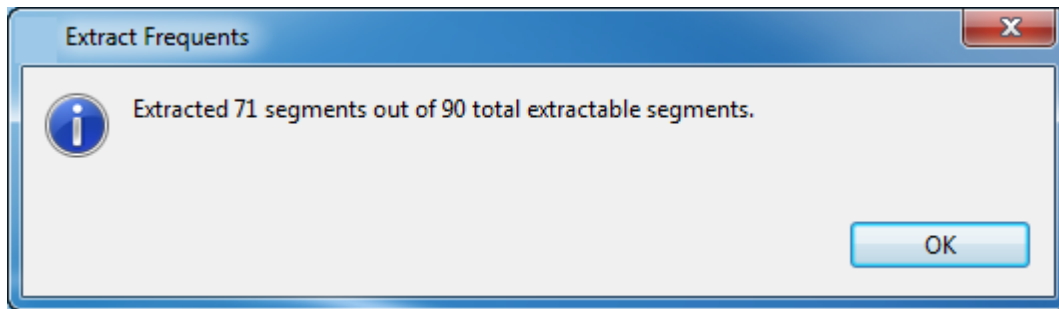 Extract Frequents
Extracted 71 segments out of 90 total extractable segments.
OK